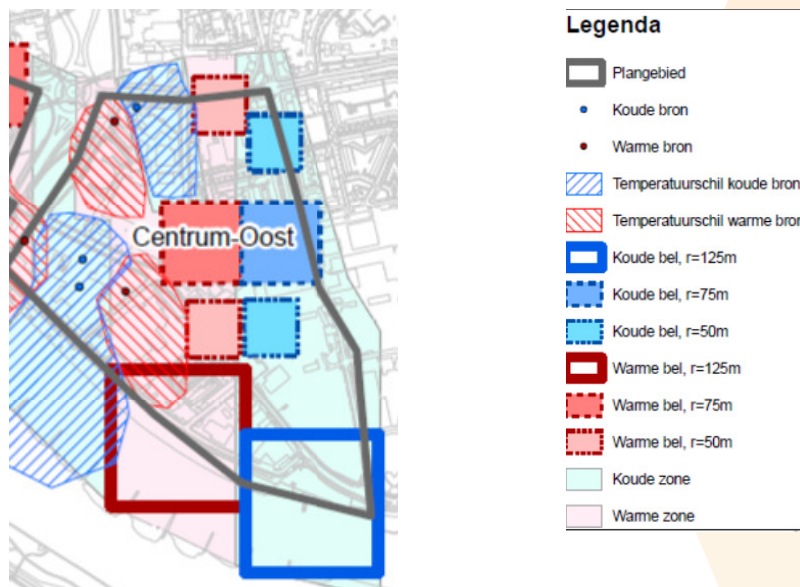 Centrum-Oost
Legenda
Plangebied
Koude bron
Warme bron
Temperatuurschil koude bron
Temperatuurschil warme bron
Koude bel, r=125m
Koude bel, r=75m
Koude bel, r=50m
Warme bel, r=125m
Warme bel, r=75m
Warme bel, r=50m
Koude zone
Warme zone